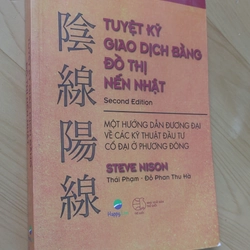 陰線陽線
TUYỆT KỸ
GIAO DỊCH BẰNG
ĐỒ THỊ
NẾN NHẬT
Second Edition
MỘT HƯỚNG DẪN ĐƯƠNG ĐẠI
VỀ CÁC KỸ THUẬT ĐẦU TƯ
CỔ ĐẠI Ở PHƯƠNG ĐÔNG
STEVE NISON
Thái Phạm - Đỗ Phan Thu Hà